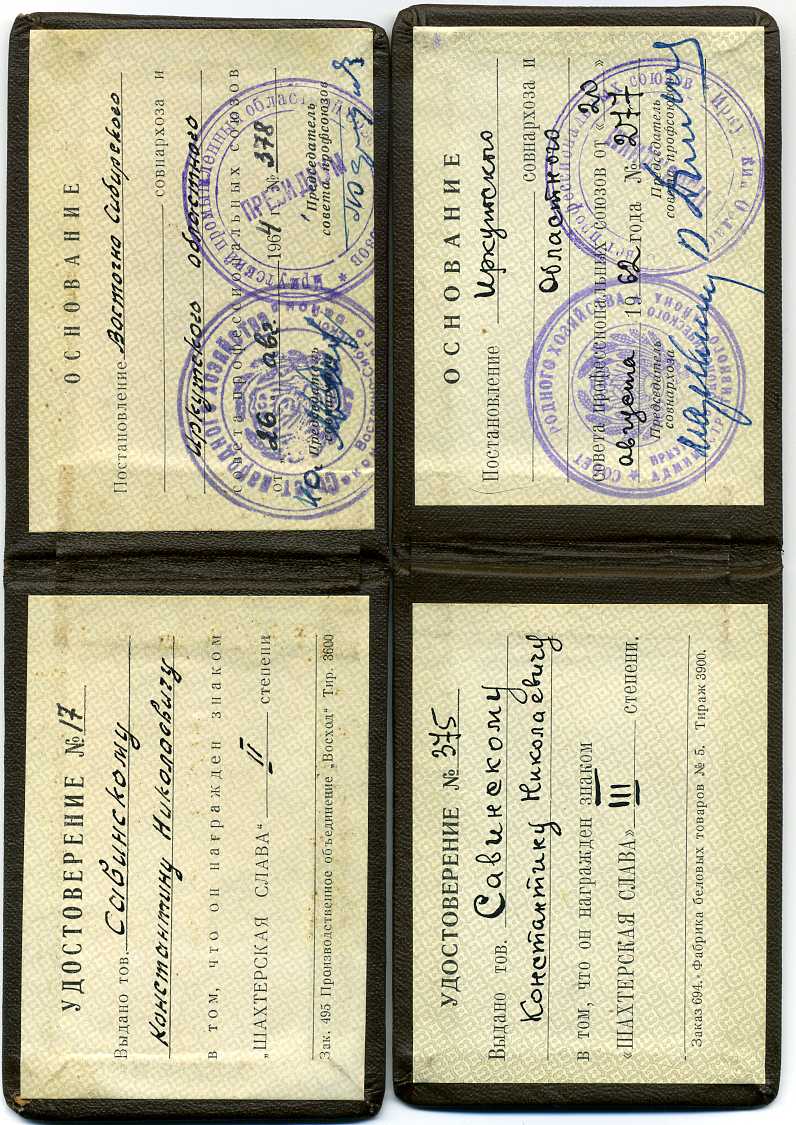 УДОСТОВЕРЕНИЕ № 17
Выдано тов. Савинскому
Константину Николаевичу
в том, что он награжден знаком
„ШАХТЕРСКАЯ СЛАВА“ II степени
Зак. 495 Производственное объединение „Восход“ Тир. 3600
ОСНОВАНИЕ
Постановление Восточно Сибирского
совнархоза и
Иркутского областного
совета профессиональных союзов
от 26 авг. 1964 г. № 378
Председатель совнархоза
Председатель совета профсоюзов
УДОСТОВЕРЕНИЕ № 375
Выдано тов. Савинскому
Константину Николаевичу
в том, что он награжден знаком
«ШАХТЕРСКАЯ СЛАВА» III степени.
Заказ 694. Фабрика беловых товаров № 5. Тираж 3900.
ОСНОВАНИЕ
Постановление Иркутского
совнархоза и
Областного
совета профессиональных союзов от «20»
августа 1962 года № 277
Председатель совнархоза
Председатель совета профсоюзов